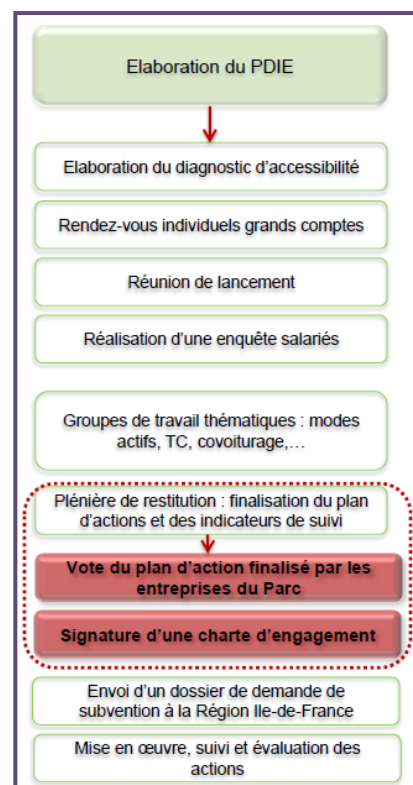 Elaboration du PDIE
Elaboration du diagnostic d'accessibilité
Rendez-vous individuels grands comptes
Réunion de lancement
Réalisation d'une enquête salariés
Groupes de travail thématiques : modes
actifs, TC, covoiturage,…
Plénière de restitution : finalisation du plan
d'actions et des indicateurs de suivi
Vote du plan d'action finalisé par les
entreprises du Parc
Signature d'une charte d'engagement
Envoi d'un dossier de demande de
subvention à la Région Ile-de-France
Mise en œuvre, suivi et évaluation des
actions